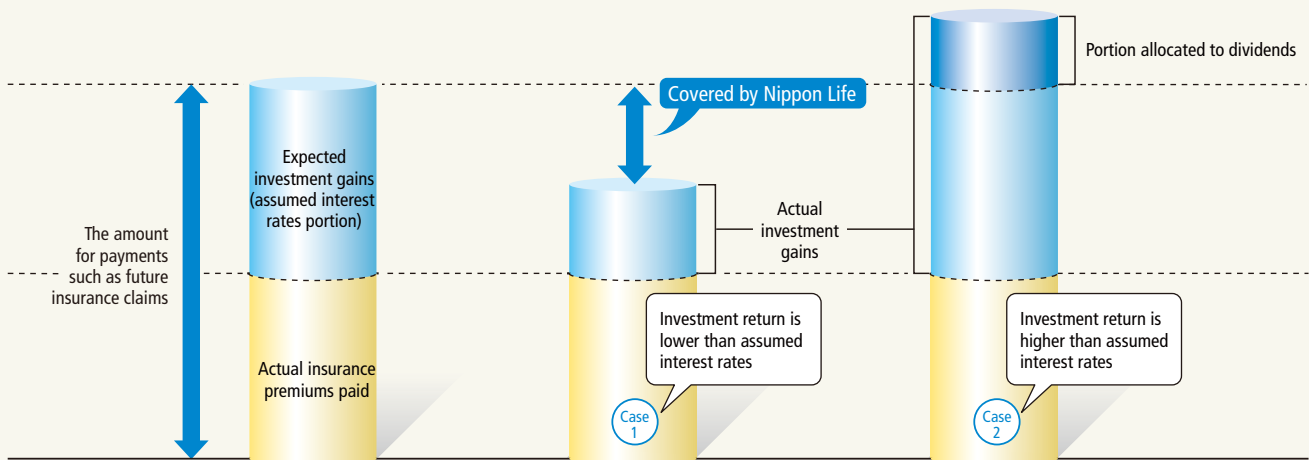 The amount
for payments
such as future
insurance claims
Expected
investment gains
(assumed interest
rates portion)
Actual insurance
premiums paid
Covered by Nippon Life
Actual
investment
gains
Investment return is
lower than assumed
interest rates
Case
1
Portion allocated to dividends
Investment return is
higher than assumed
interest rates
Case
2